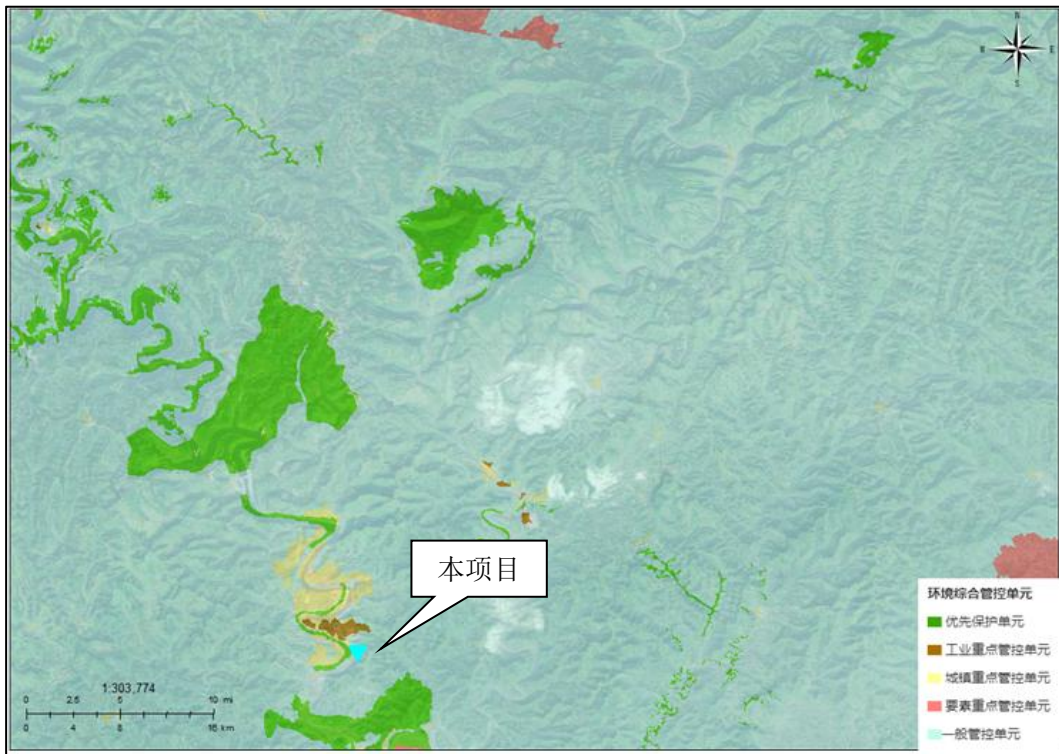 N
W
E
S
本项目
1:303,774
0 2.5 5 10 mi
0 4 8 16 km
环境综合管控单元
优先保护单元
工业重点管控单元
城镇重点管控单元
要素重点管控单元
一般管控单元